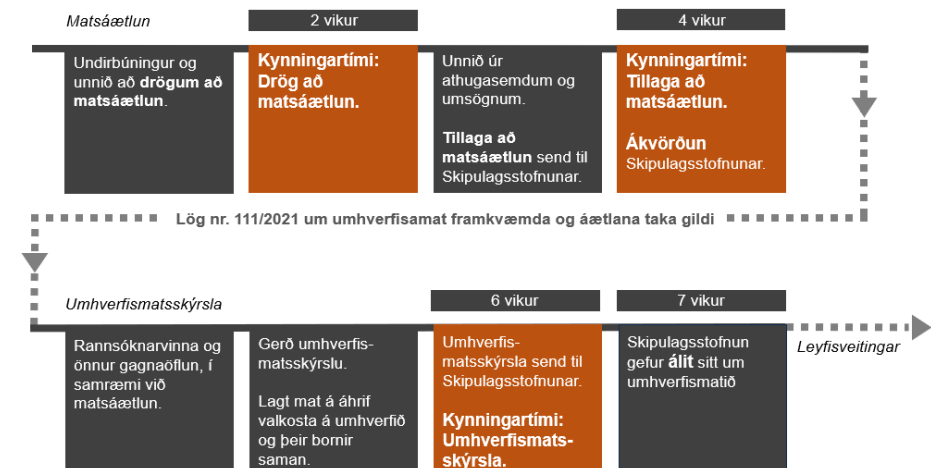 Matsáætlun
2 vikur
4 vikur
Undirbúningur og
unnið að drögum að
matsáætlun.
Kynningartími:
Drög að
matsáætlun.
Unnið úr
athugasemdum og
umsögnum.
Tillaga að
matsáætlun send til
Skipulagsstofnunar.
Kynningartími:
Tillaga að
matsáætlun.
Ákvörðun
Skipulagsstofnunar.
Lög nr. 111/2021 um umhverfisamat framkvæmda og áætlana taka gildi
Umhverfismatsskýrsla
6 vikur
7 vikur
Rannsóknarvinna og
önnur gagnaöflun, í
samræmi við
matsáætlun.
Gerð umhverfis-
matsskýrslu.
Lagt mat á áhrif
valkosta á umhverfið
og þeir bornir
saman.
Umhverfis-
matsskýrsla send til
Skipulagsstofnunar.
Kynningartími:
Umhverfismats-
skýrsla.
Skipulagsstofnun
gefur álit sitt um
umhverfismatið
Leyfisveitingar